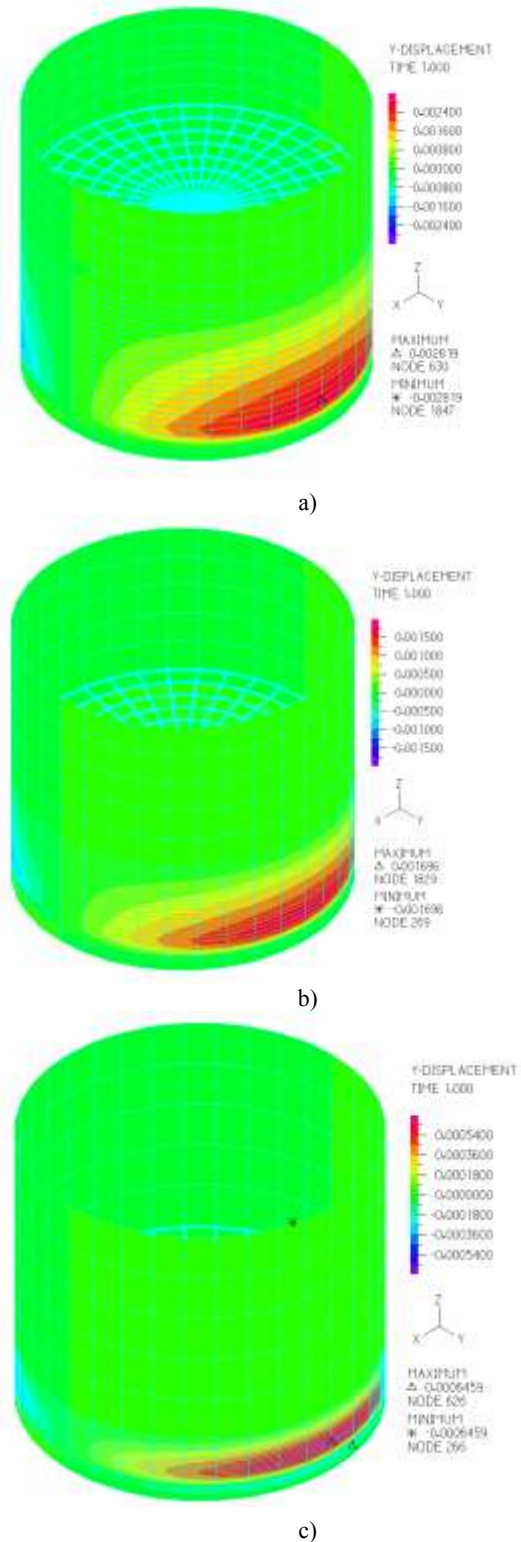 Y-DISPLACEMENT
TIME 1.000
0.002400
0.001600
0.000800
0.000000
-0.000800
-0.001600
-0.002400
Z
X Y
MAXIMUM
△ 0.002819
NODE 630
MINIMUM
* -0.002819
NODE 1847
a)
Y-DISPLACEMENT
TIME 1.000
0.001500
0.001000
0.000500
0.000000
-0.000500
-0.001000
-0.001500
Z
X Y
MAXIMUM
△ 0.001696
NODE 1829
MINIMUM
* -0.001696
NODE 269
b)
Y-DISPLACEMENT
TIME 1.000
0.0005400
0.0003600
0.0001800
0.0000000
-0.0001800
-0.0003600
-0.0005400
Z
X Y
MAXIMUM
△ 0.0006459
NODE 626
MINIMUM
* -0.0006459
NODE 266
c)